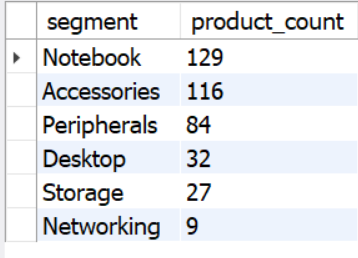 segment product_count
Notebook 129
Accessories 116
Peripherals 84
Desktop 32
Storage 27
Networking 9